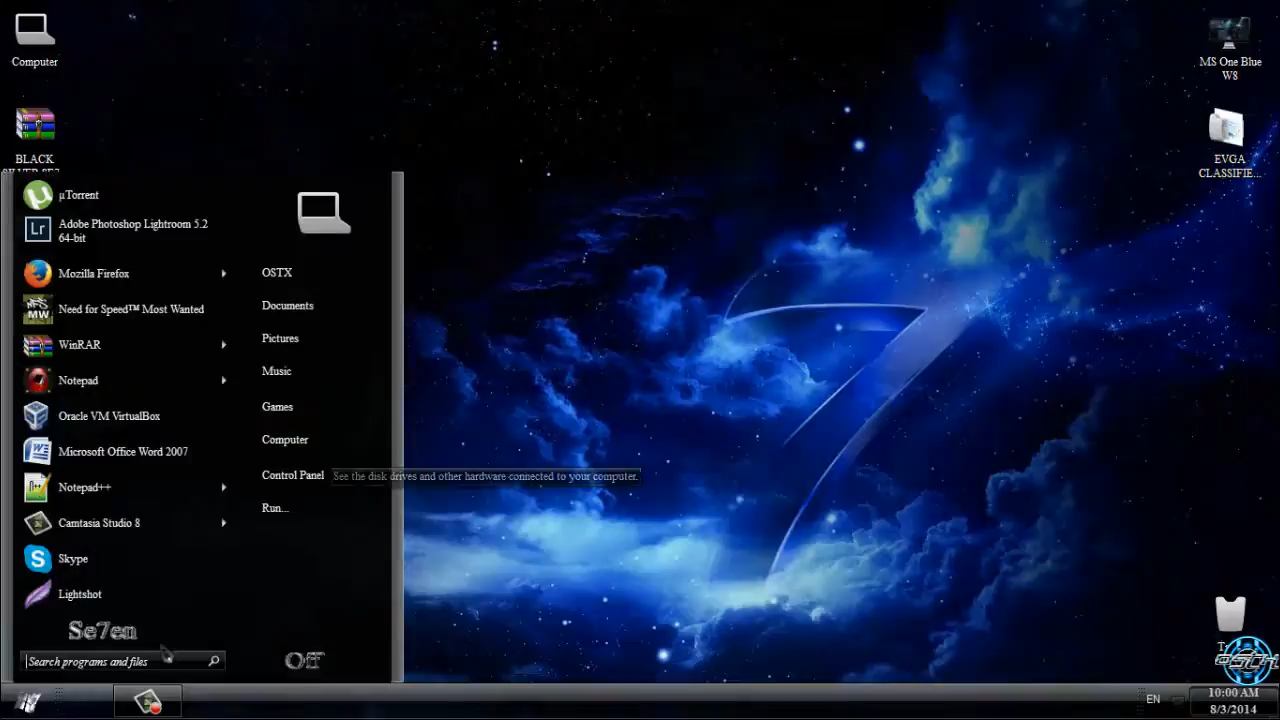 Computer
BLACK
MS One Blue
W8
EVGA
CLASSIFIE...
µTorrent
Lr
Adobe Photoshop Lightroom 5.2
64-bit
Mozilla Firefox
MW
Need for Speed™ Most Wanted
WinRAR
Notepad
Oracle VM VirtualBox
W
Microsoft Office Word 2007
Notepad++
Camtasia Studio 8
S
Skype
Lightshot
Se7en
Search programs and files
OSTX
Documents
Pictures
Music
Games
Computer
Control Panel
See the disk drives and other hardware connected to your computer.
Run...
Off
7
EN
10:00 AM
8/3/2014